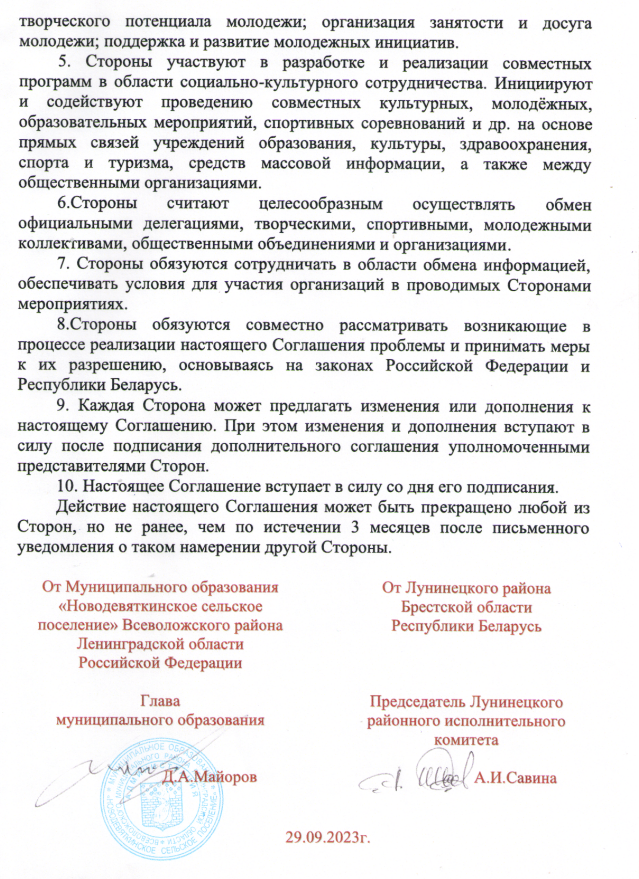 творческого потенциала молодежи; организация занятости и досуга
молодежи; поддержка и развитие молодежных инициатив.
5. Стороны участвуют в разработке и реализации совместных
программ в области социально-культурного сотрудничества. Инициируют
и содействуют проведению совместных культурных, молодёжных,
образовательных мероприятий, спортивных соревнований и др. на основе
прямых связей учреждений образования, культуры, здравоохранения,
спорта и туризма, средств массовой информации, а также между
общественными организациями.
6.Стороны считают целесообразным осуществлять обмен
официальными делегациями, творческими, спортивными, молодежными
коллективами, общественными объединениями и организациями.
7. Стороны обязуются сотрудничать в области обмена информацией,
обеспечивать условия для участия организаций в проводимых Сторонами
мероприятиях.
8.Стороны обязуются совместно рассматривать возникающие в
процессе реализации настоящего Соглашения проблемы и принимать меры
к их разрешению, основываясь на законах Российской Федерации и
Республики Беларусь.
9. Каждая Сторона может предлагать изменения или дополнения к
настоящему Соглашению. При этом изменения и дополнения вступают в
силу после подписания дополнительного соглашения уполномоченными
представителями Сторон.
10. Настоящее Соглашение вступает в силу со дня его подписания.
Действие настоящего Соглашения может быть прекращено любой из
Сторон, но не ранее, чем по истечении 3 месяцев после письменного
уведомления о таком намерении другой Стороны.
От Муниципального образования
«Новодевяткинское сельское
поселение» Всеволожского района
Ленинградской области
Российской Федерации
Глава
муниципального образования
Д.А.Майоров
От Лунинецкого района
Брестской области
Республики Беларусь
Председатель Лунинецкого
районного исполнительного
комитета
А.И.Савина
29.09.2023г.